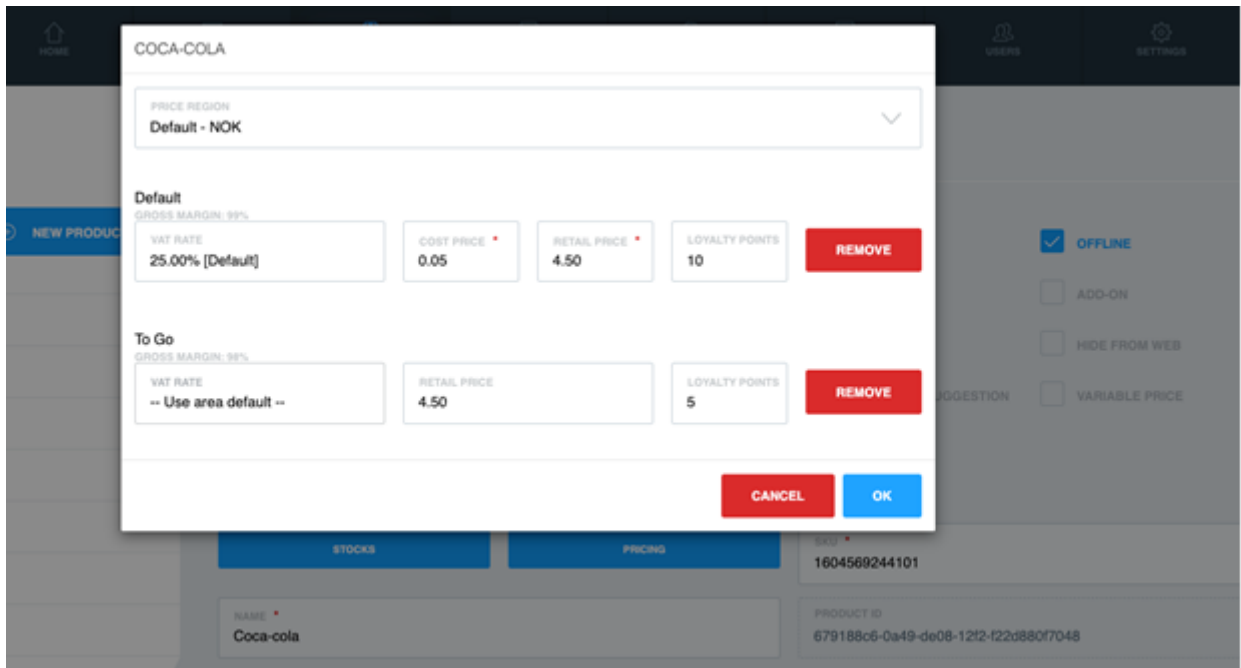 HOME
USERS
SETTINGS
COCA-COLA
PRICE REGION
Default - NOK
Default
GROSS MARGIN: 99%
VAT RATE
25.00% [Default]
COST PRICE *
0.05
RETAIL PRICE *
4.50
LOYALTY POINTS
10
REMOVE
To Go
GROSS MARGIN: 98%
VAT RATE
-- Use area default --
RETAIL PRICE
4.50
LOYALTY POINTS
5
REMOVE
CANCEL
OK
NEW PRODUC
OFFLINE
ADD-ON
HIDE FROM WEB
GGESTION
VARIABLE PRICE
STOCKS
PRICING
SKU *
1604569244101
NAME *
Coca-cola
PRODUCT ID
679188c6-0a49-de08-12f2-f22d880f7048